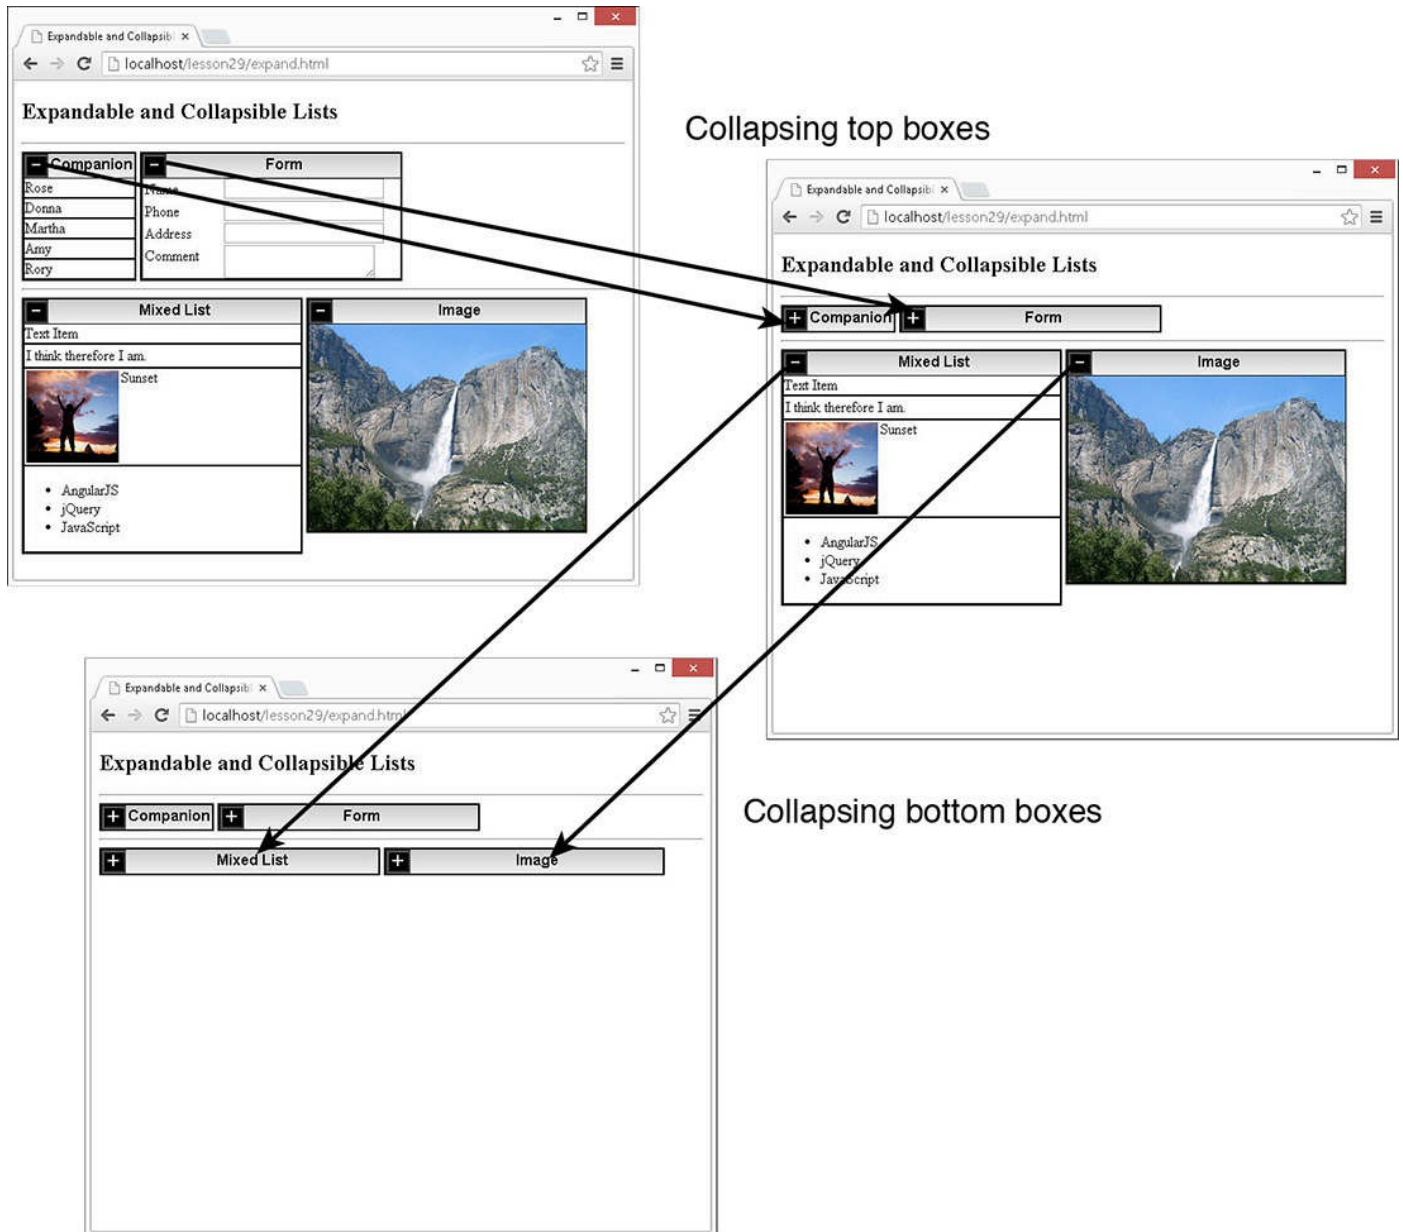 Expandable and Collapsibl
localhost/lesson29/expand.html
Expandable and Collapsible Lists
Companion
Form
Rose
Donna
Martha
Amy
Rory
Name
Phone
Address
Comment
Mixed List
Image
Text Item
I think therefore I am.
Sunset
AngularJS
jQuery
JavaScript
Collapsing top boxes
Expandable and Collapsibl
localhost/lesson29/expand.html
Expandable and Collapsible Lists
Companion
Form
Mixed List
Image
Text Item
I think therefore I am.
Sunset
AngularJS
jQuery
JavaScript
Expandable and Collapsibl
localhost/lesson29/expand.html
Expandable and Collapsible Lists
Companion
Form
Mixed List
Image
Collapsing bottom boxes